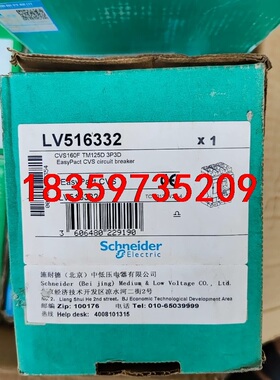 LV516332
x 1
CVS160F TM125D 3P3D
EasyPact CVS circuit breaker
EasyPact CVS
18359735209
3 606480 229190
Schneider
Electric
施耐德（北京）中低压电器有限公司
Schneider (Bei jing) Medium & Low Voltage CO., Ltd
北京经济技术开发区凉水河二街2号
No. 2, Liang Shui He 2nd street, BJ Economic Technological Development Area
邮编 Zip: 100176 电话 Tel: 010-65039999
热线 Help desk: 4008101315